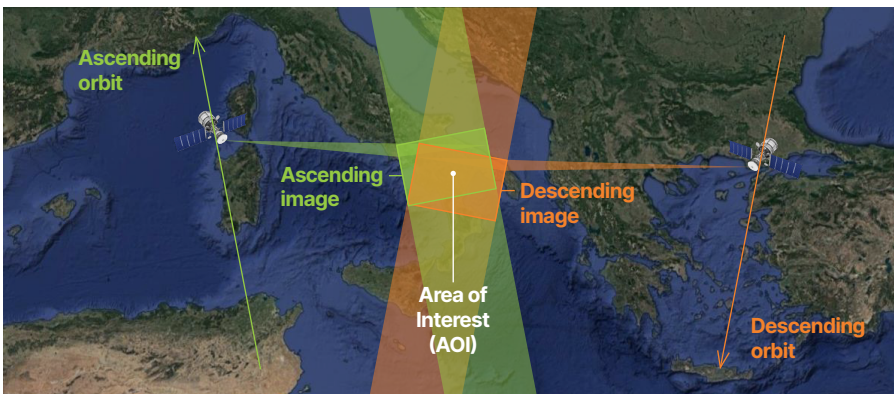 Ascending
orbit
Ascending
image
Descending
image
Area of
Interest
(AOI)
Descending
orbit